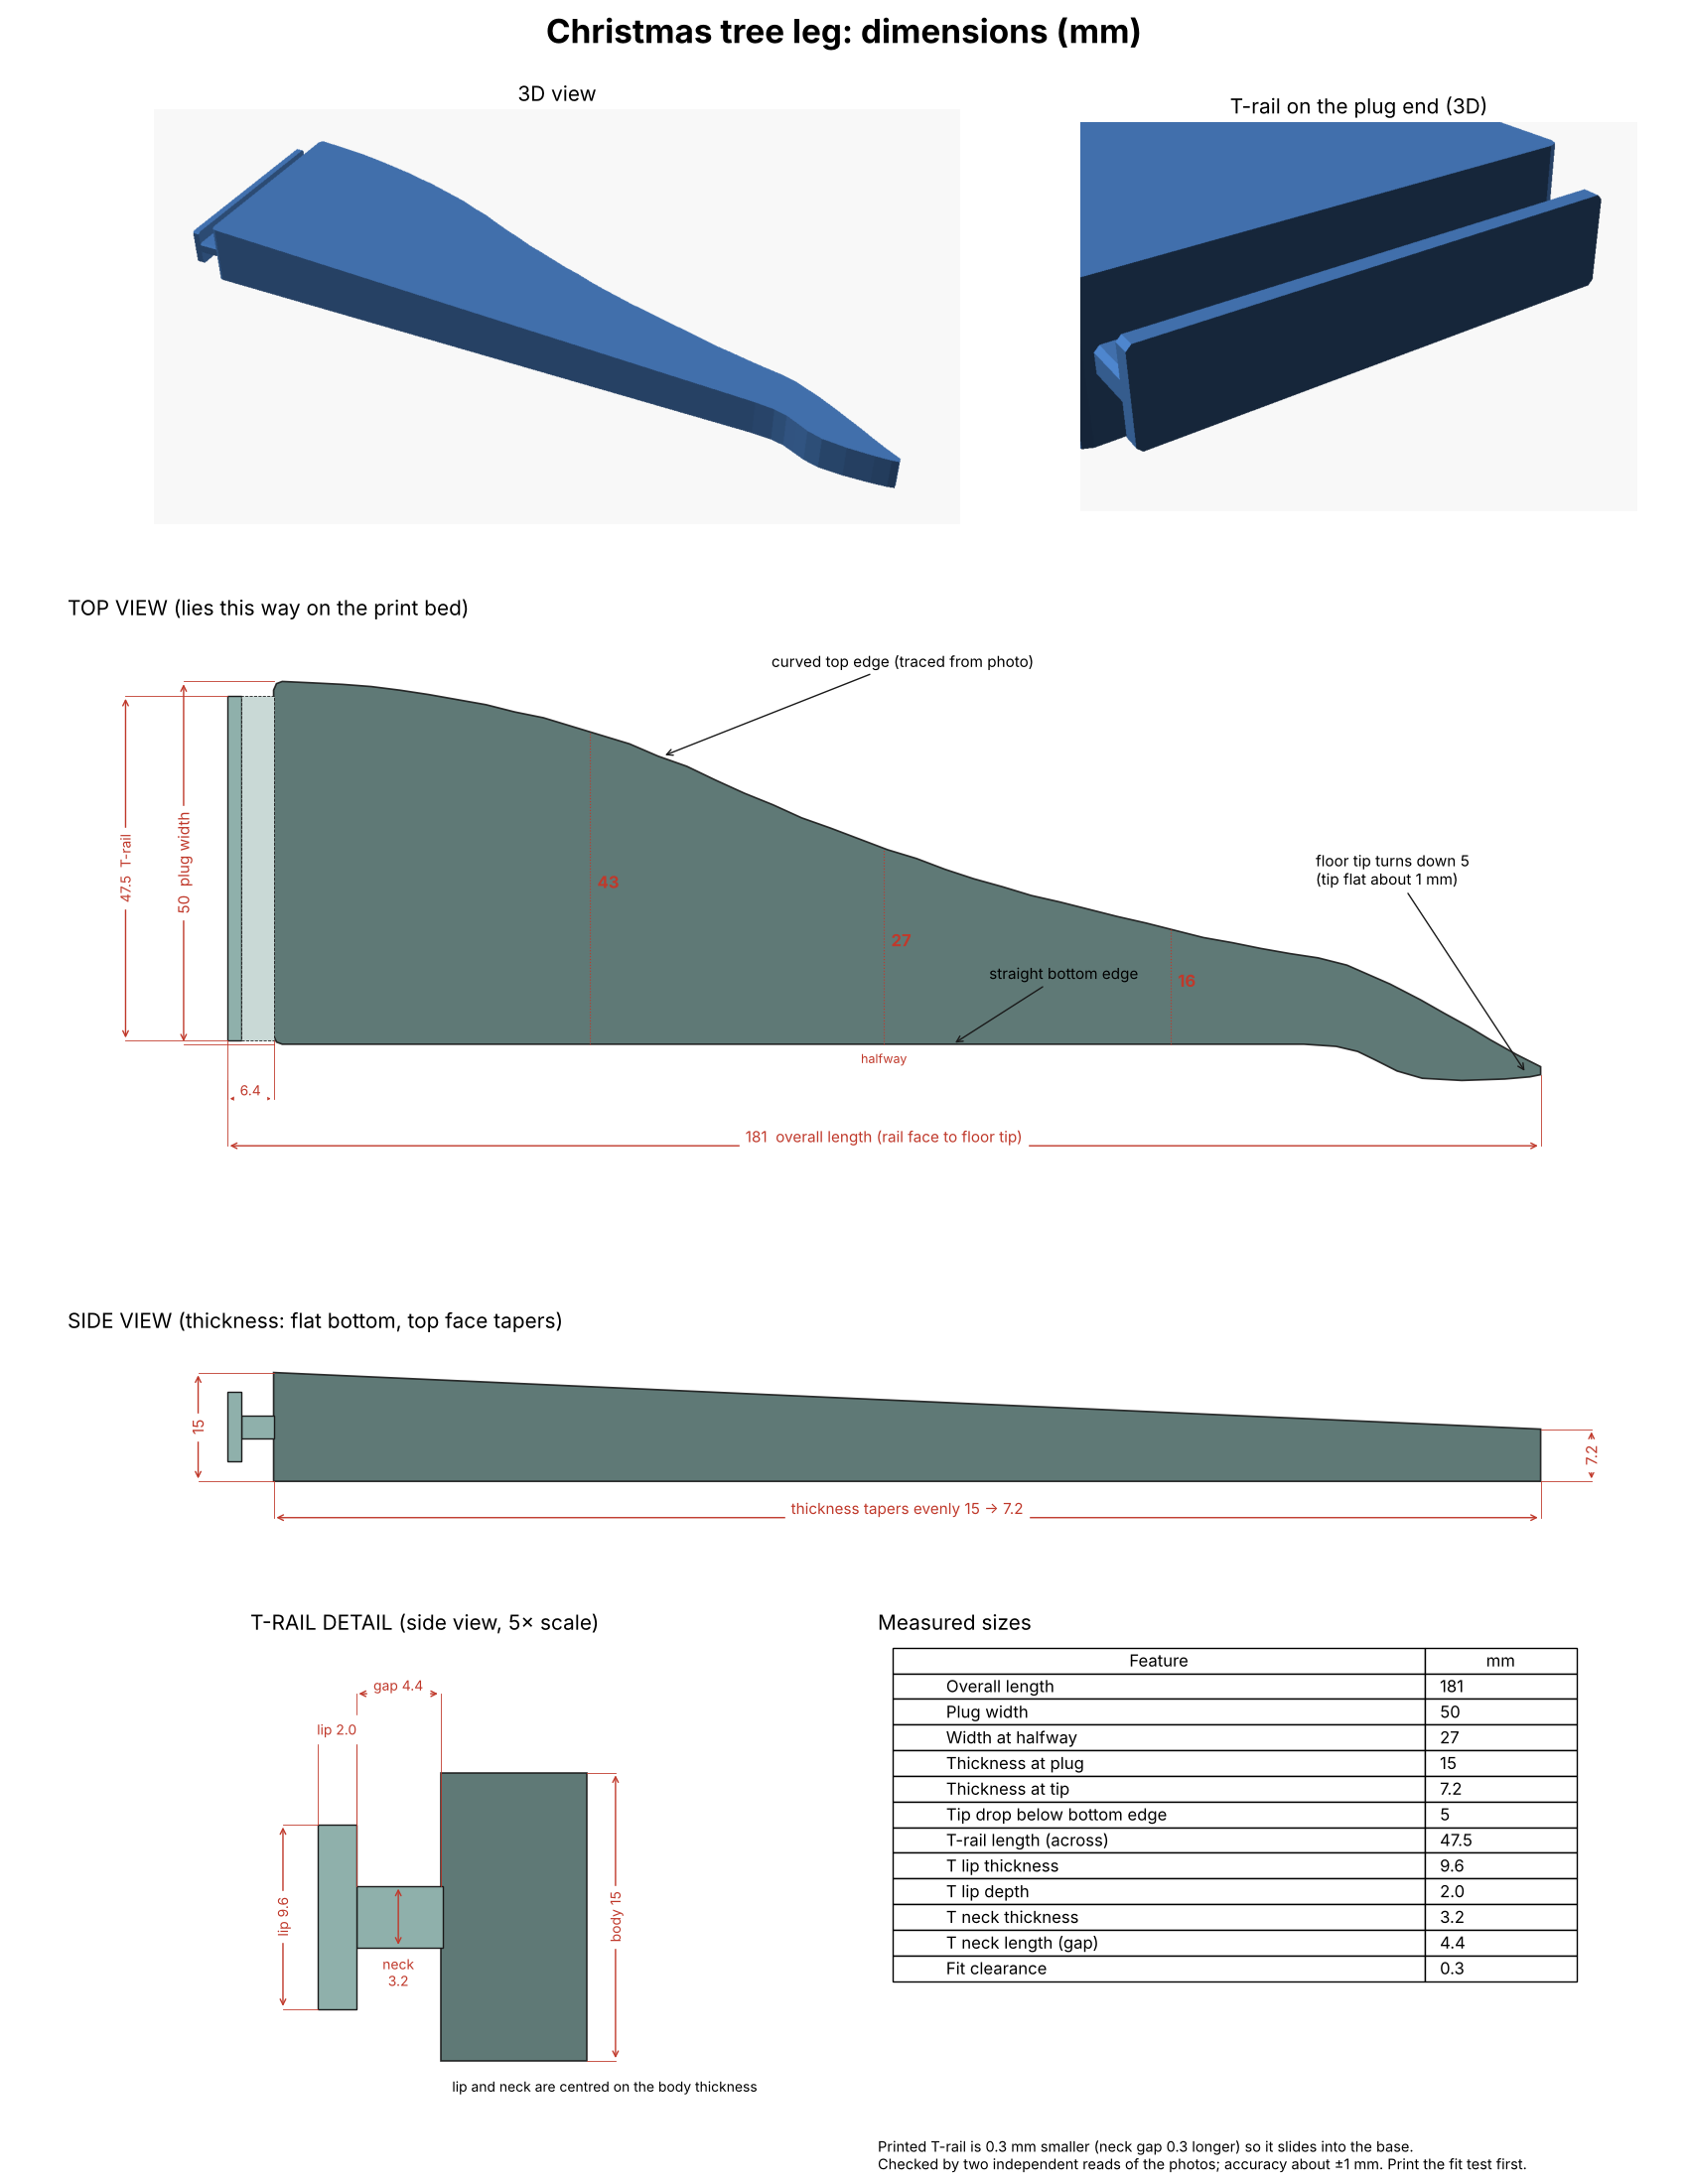 Christmas tree leg: dimensions (mm)
3D view
T-rail on the plug end (3D)
TOP VIEW (lies this way on the print bed)
curved top edge (traced from photo)
47.5 T-rail
50 plug width
43
27
16
floor tip turns down 5
(tip flat about 1 mm)
straight bottom edge
halfway
6.4
181 overall length (rail face to floor tip)
SIDE VIEW (thickness: flat bottom, top face tapers)
15
7.2
thickness tapers evenly 15 → 7.2
T-RAIL DETAIL (side view, 5× scale)
gap 4.4
lip 2.0
lip 9.6
neck
3.2
body 15
lip and neck are centred on the body thickness
Measured sizes
Feature mm
Overall length 181
Plug width 50
Width at halfway 27
Thickness at plug 15
Thickness at tip 7.2
Tip drop below bottom edge 5
T-rail length (across) 47.5
T lip thickness 9.6
T lip depth 2.0
T neck thickness 3.2
T neck length (gap) 4.4
Fit clearance 0.3
Printed T-rail is 0.3 mm smaller (neck gap 0.3 longer) so it slides into the base.
Checked by two independent reads of the photos; accuracy about ±1 mm. Print the fit test first.